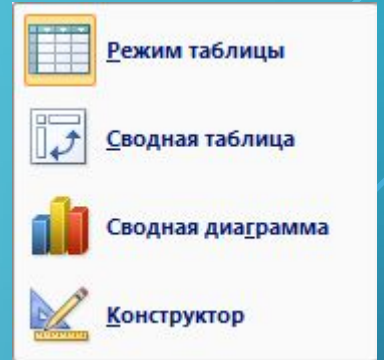 Режим таблицы
Сводная таблица
Сводная диаграмма
Конструктор